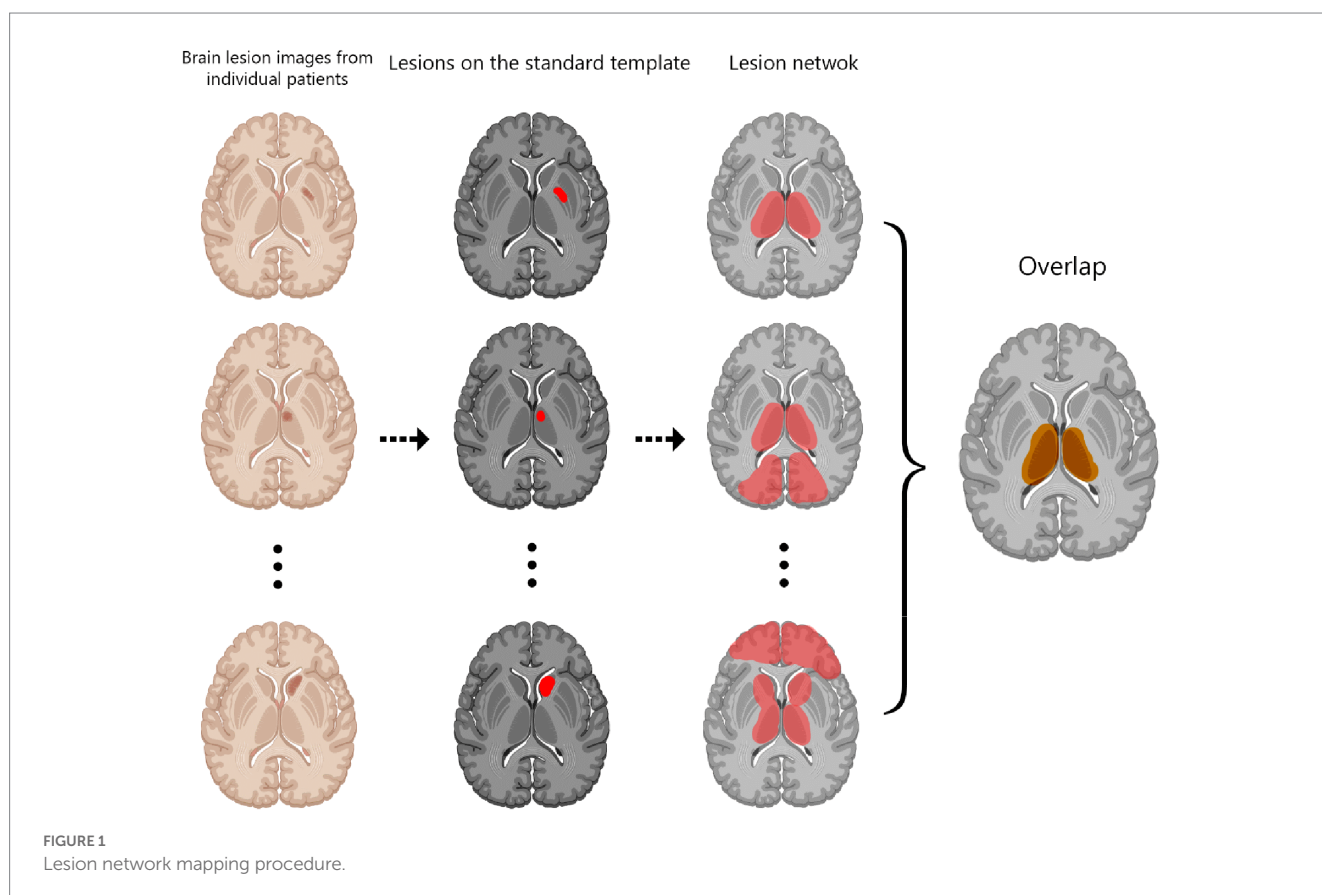 Brain lesion images from
individual patients
Lesions on the standard template
Lesion netwok
Overlap
FIGURE 1
Lesion network mapping procedure.